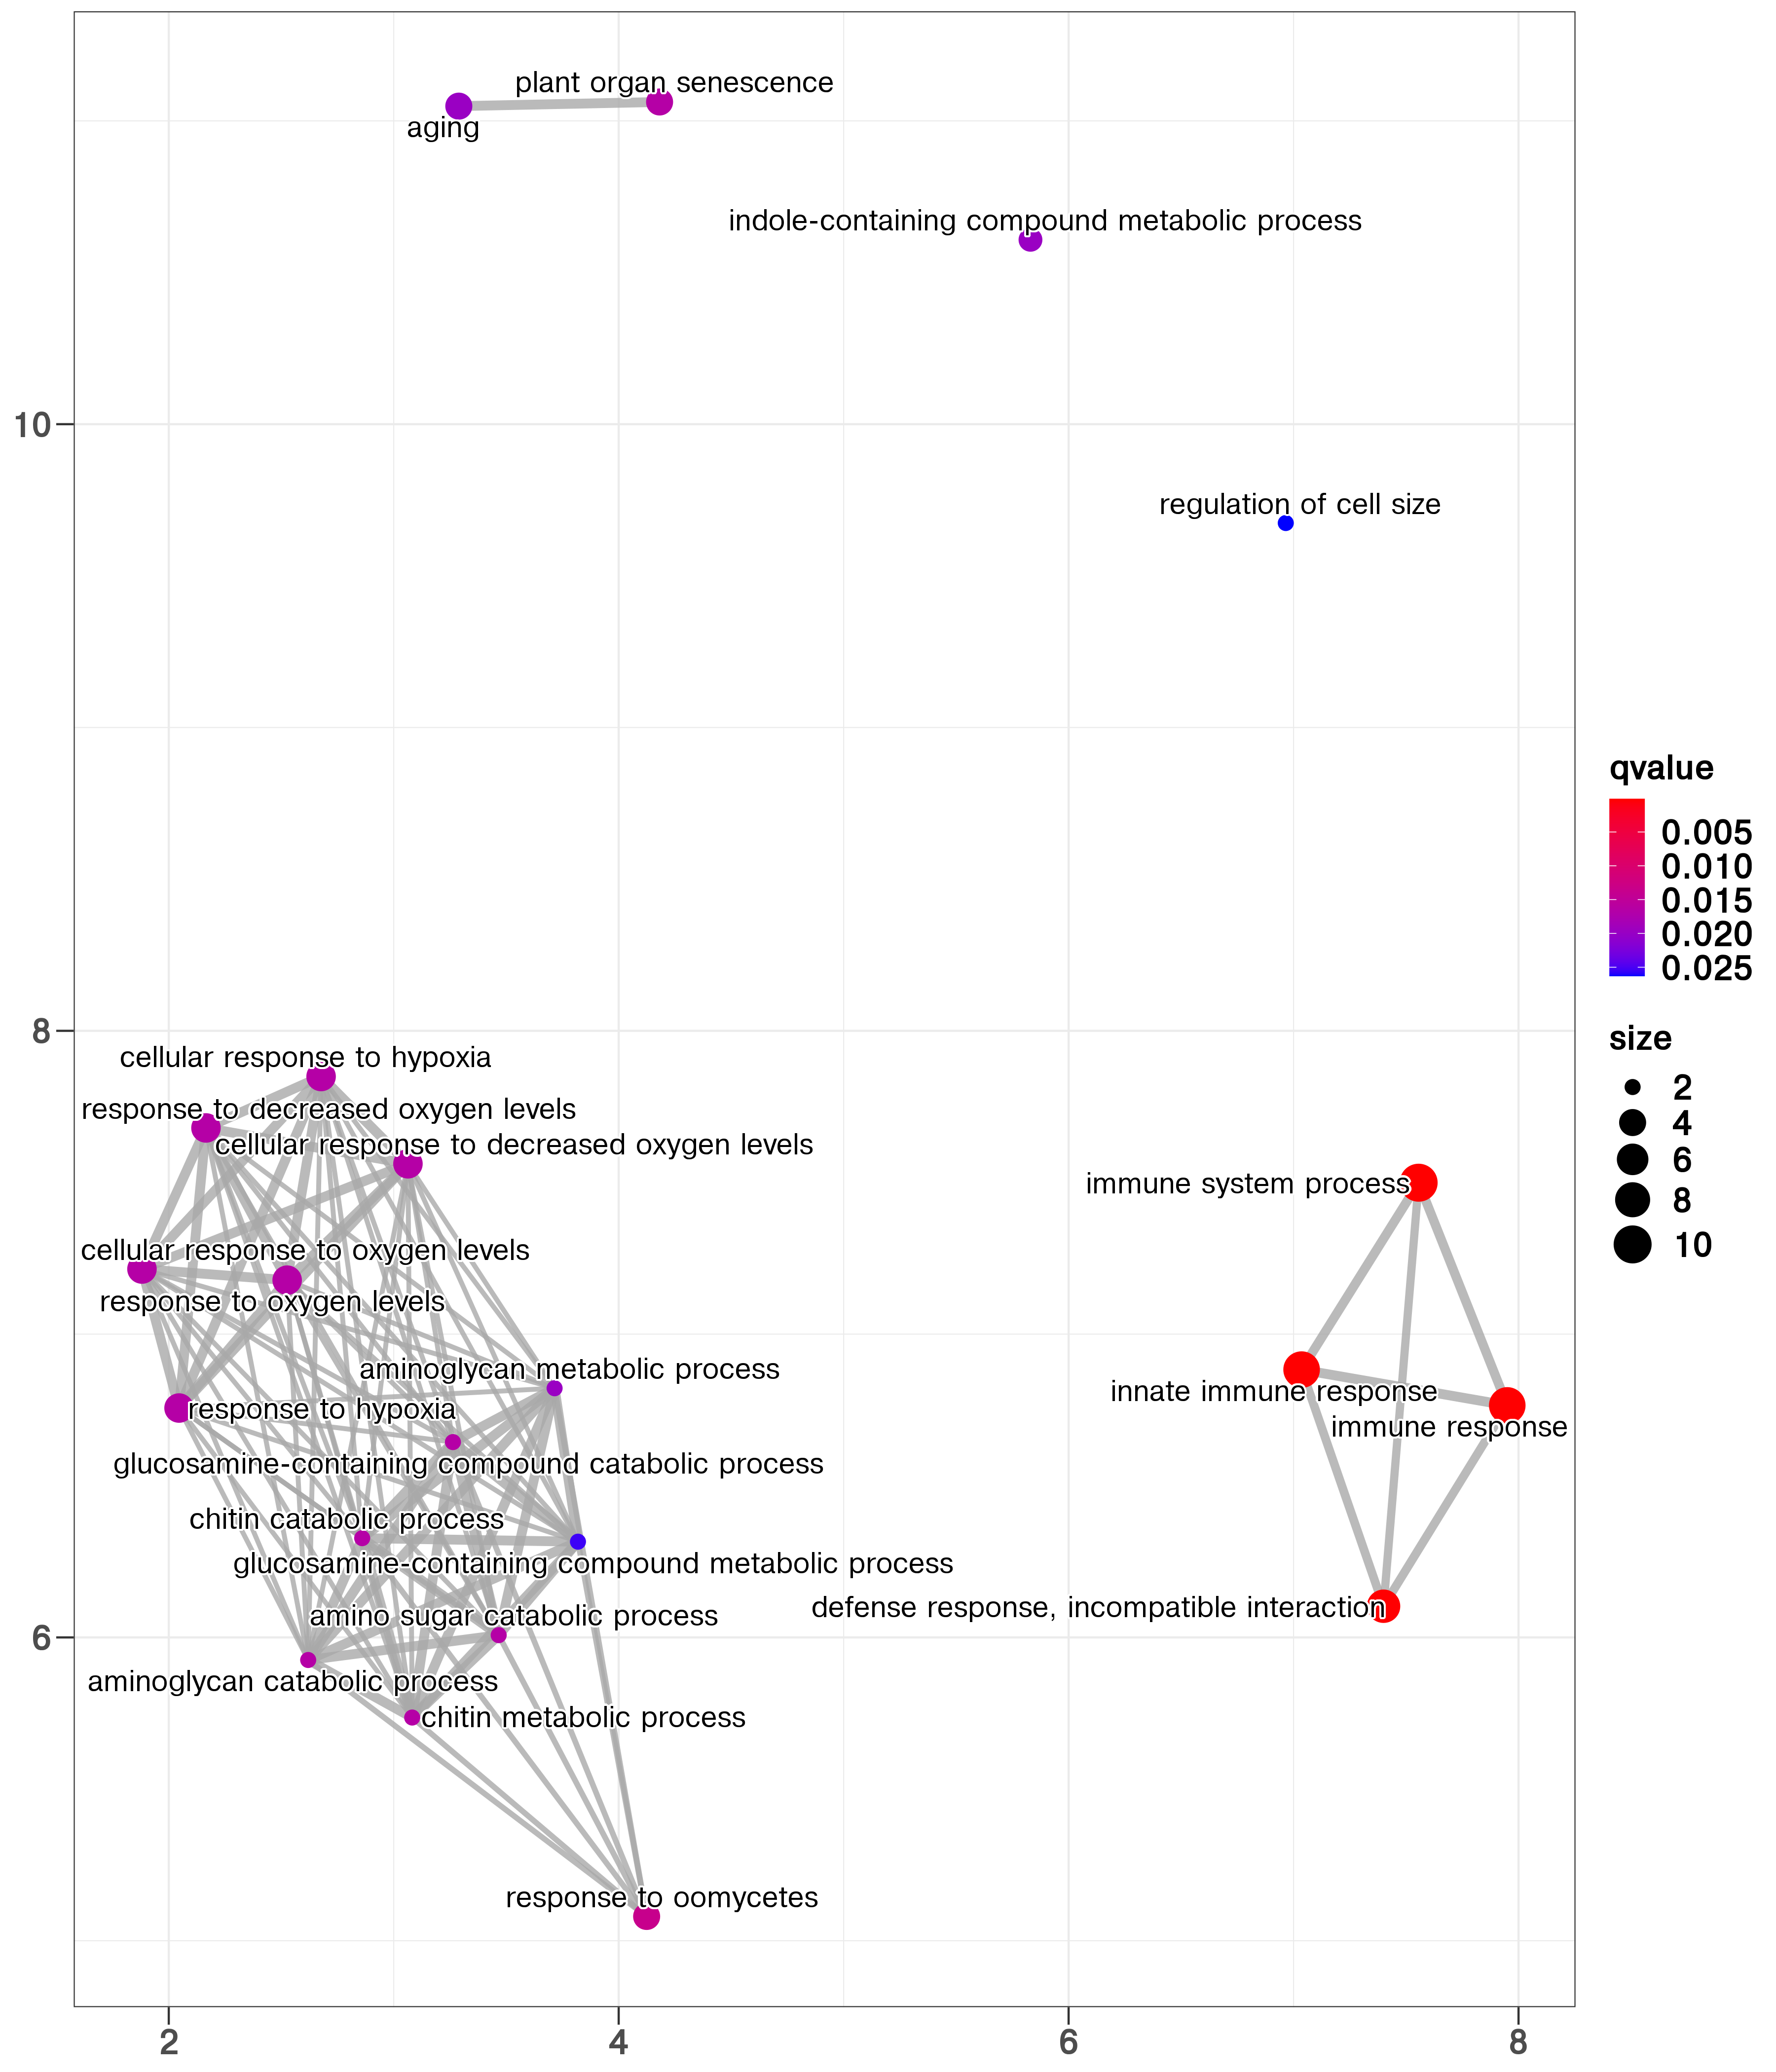 plant organ senescence
aging
indole-containing compound metabolic process
10
regulation of cell size
qvalue
0.005
0.010
0.015
0.020
0.025
size
2
4
6
8
10
8
cellular response to hypoxia
response to decreased oxygen levels
cellular response to decreased oxygen levels
immune system process
cellular response to oxygen levels
response to oxygen levels
aminoglycan metabolic process
innate immune response
response to hypoxia
immune response
glucosamine-containing compound catabolic process
chitin catabolic process
glucosamine-containing compound metabolic process
defense response, incompatible interaction
amino sugar catabolic process
6
aminoglycan catabolic process
chitin metabolic process
response to oomycetes
2
4
6
8